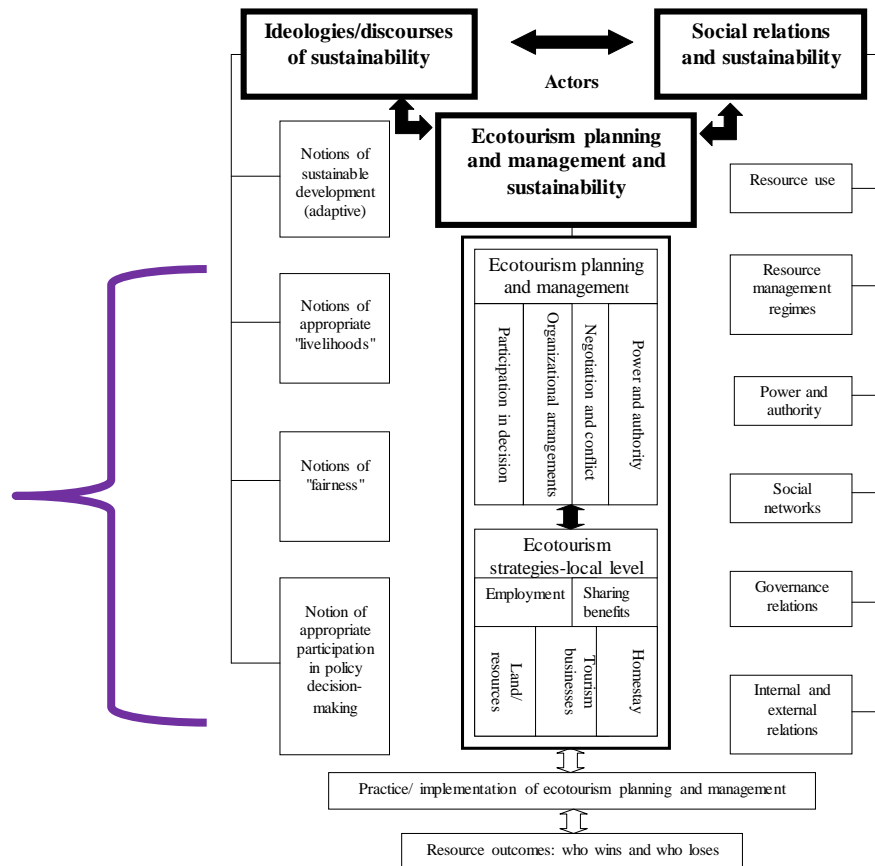 Ideologies/discourses
of sustainability
Social relations
and sustainability
Actors
Ecotourism planning
and management and
sustainability
Notions of
sustainable
development
(adaptive)
Notions of
appropriate
"livelihoods"
Notions of
"fairness"
Notion of
appropriate
participation
in policy
decision-
making
Ecotourism planning
and management
Participation in decision
Organizational arrangements
Negotiation and conflict
Power and authority
Ecotourism
strategies-local level
Employment
Sharing
benefits
Land/
resources
Tourism
businesses
Homestay
Resource use
Resource
management
regimes
Power and
authority
Social
networks
Governance
relations
Internal and
external
relations
Practice/ implementation of ecotourism planning and management
Resource outcomes: who wins and who loses